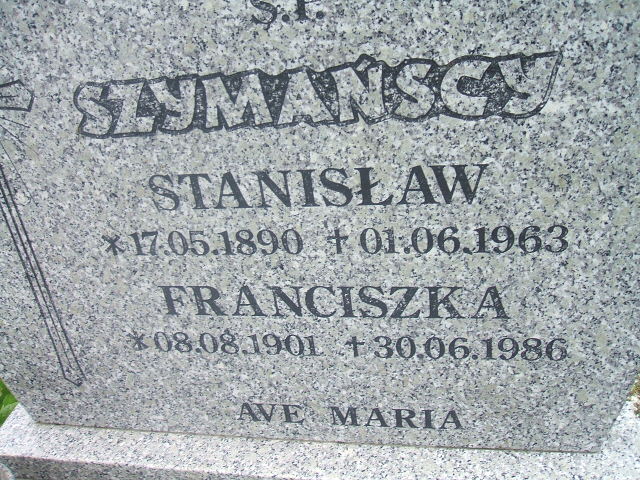 Ś.P.
SZYMAŃSCY
STANISŁAW
* 17.05.1890 † 01.06.1963
FRANCISZKA
* 08.08.1901 † 30.06.1986
AVE MARIA